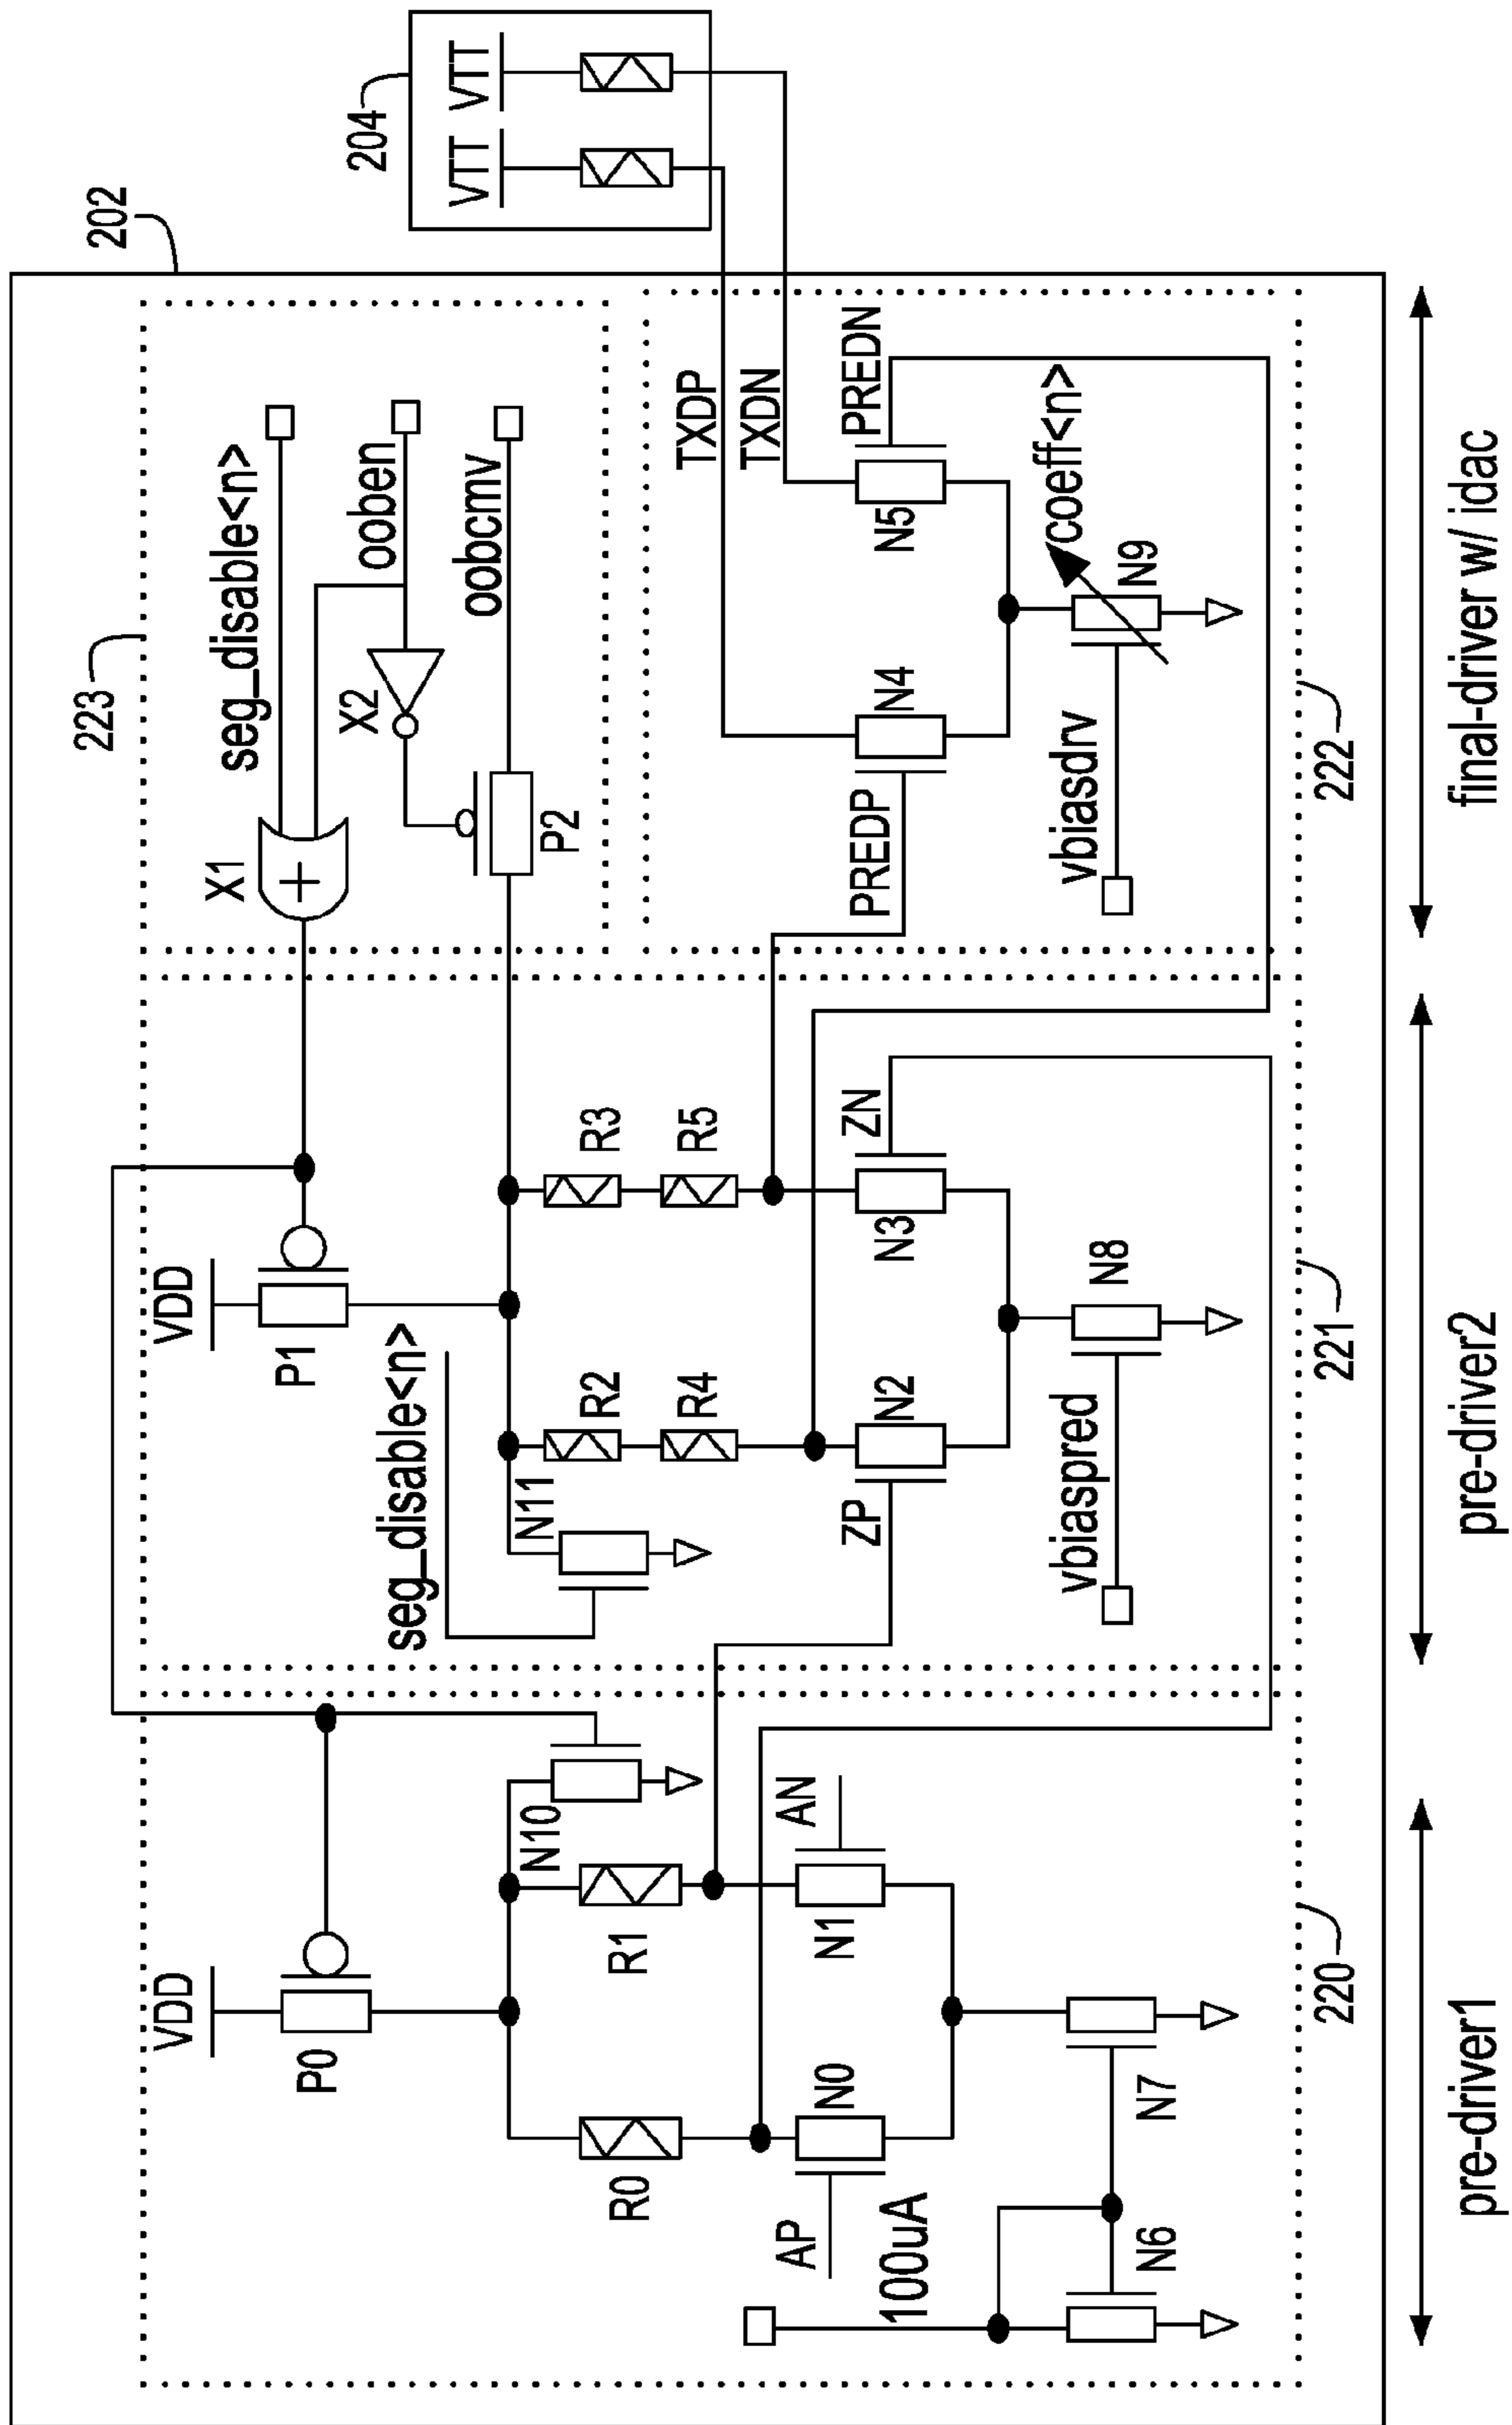 202
204
VTT VTT
223
seg_disable<n>
ooben
oobcmv
X1
X2
P2
VDD
P1
seg_disable<n>
N11
R2
R4
R3
R5
ZP
N2
N3
ZN
vbiaspred
N8
221
VDD
P0
N10
R0
R1
AP
N0
N1
AN
100uA
N6
N7
220
TXDP
TXDN
PREDP
N4
N5
PREDN
vbiasdrv
vcoeff<n>
N9
222
pre-driver1
pre-driver2
final-driver w/ idac